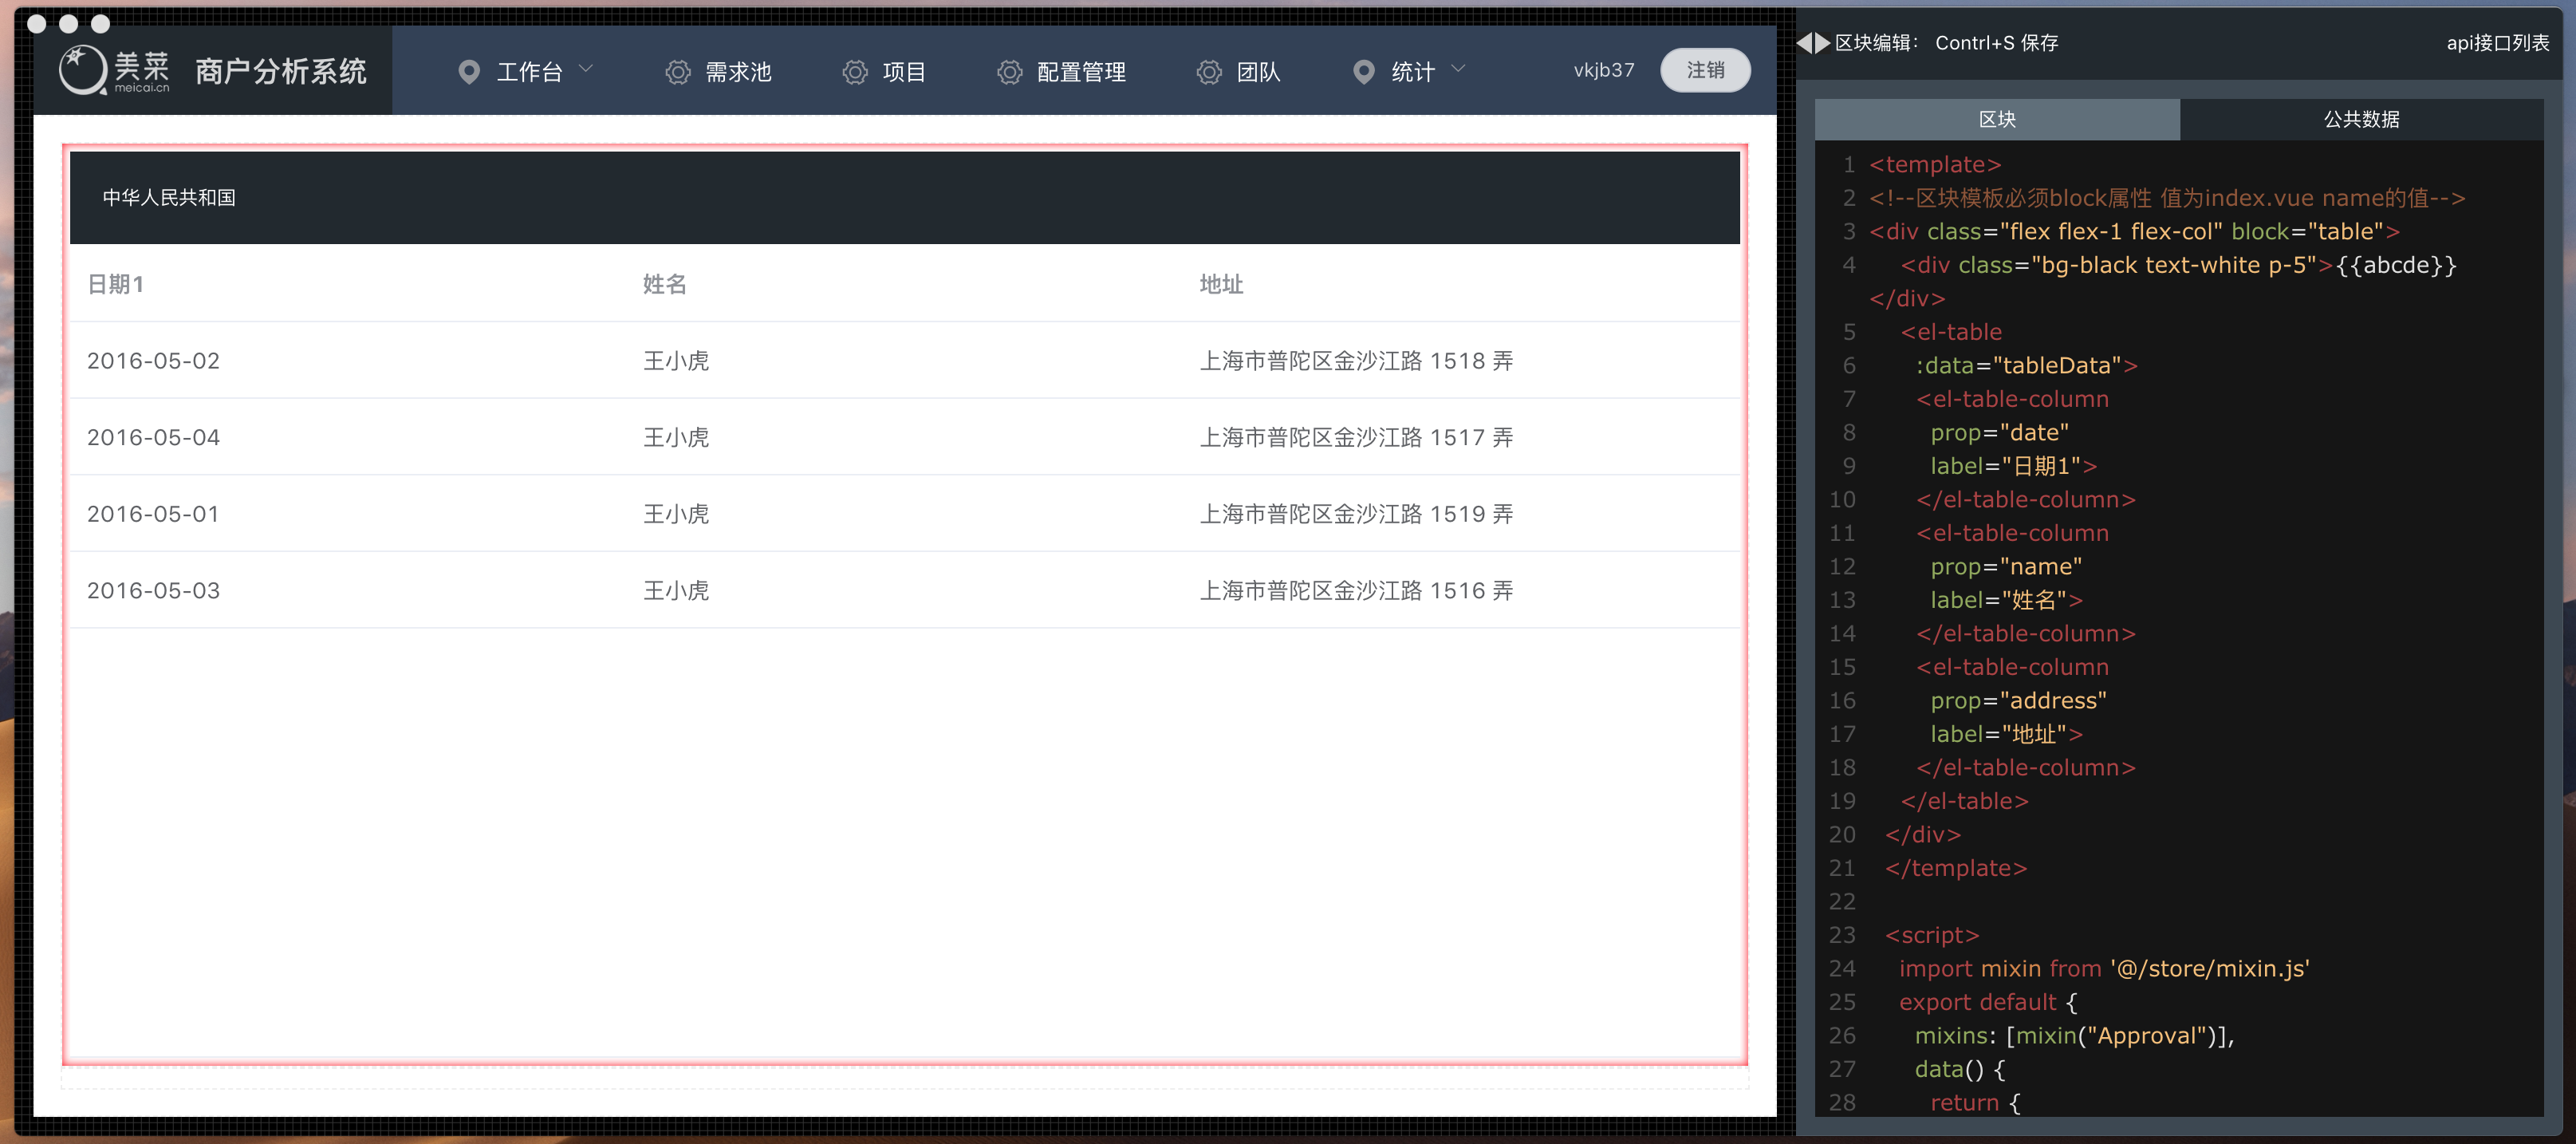 美菜
meicai.cn
商户分析系统
工作台
需求池
项目
配置管理
团队
统计
vkjb37
注销
中华人民共和国
日期1 姓名 地址
2016-05-02 王小虎 上海市普陀区金沙江路 1518 弄
2016-05-04 王小虎 上海市普陀区金沙江路 1517 弄
2016-05-01 王小虎 上海市普陀区金沙江路 1519 弄
2016-05-03 王小虎 上海市普陀区金沙江路 1516 弄
区块编辑： Contrl+S 保存
api接口列表
区块
公共数据
1 <template>
2 <!--区块模板必须block属性 值为index.vue name的值-->
3 <div class="flex flex-1 flex-col" block="table">
4 <div class="bg-black text-white p-5">{{abcde}}
</div>
5 <el-table
6 :data="tableData">
7 <el-table-column
8 prop="date"
9 label="日期1">
10 </el-table-column>
11 <el-table-column
12 prop="name"
13 label="姓名">
14 </el-table-column>
15 <el-table-column
16 prop="address"
17 label="地址">
18 </el-table-column>
19 </el-table>
20 </div>
21 </template>
22
23 <script>
24 import mixin from '@/store/mixin.js'
25 export default {
26 mixins: [mixin("Approval")],
27 data() {
28 return {